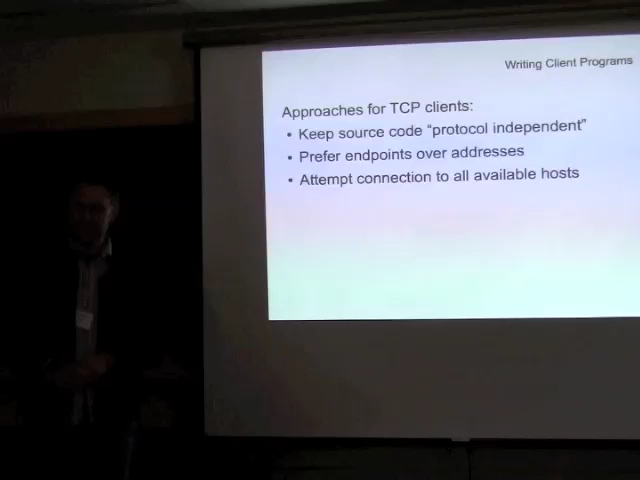 Writing Client Programs
Approaches for TCP clients:
• Keep source code “protocol independent”
• Prefer endpoints over addresses
• Attempt connection to all available hosts